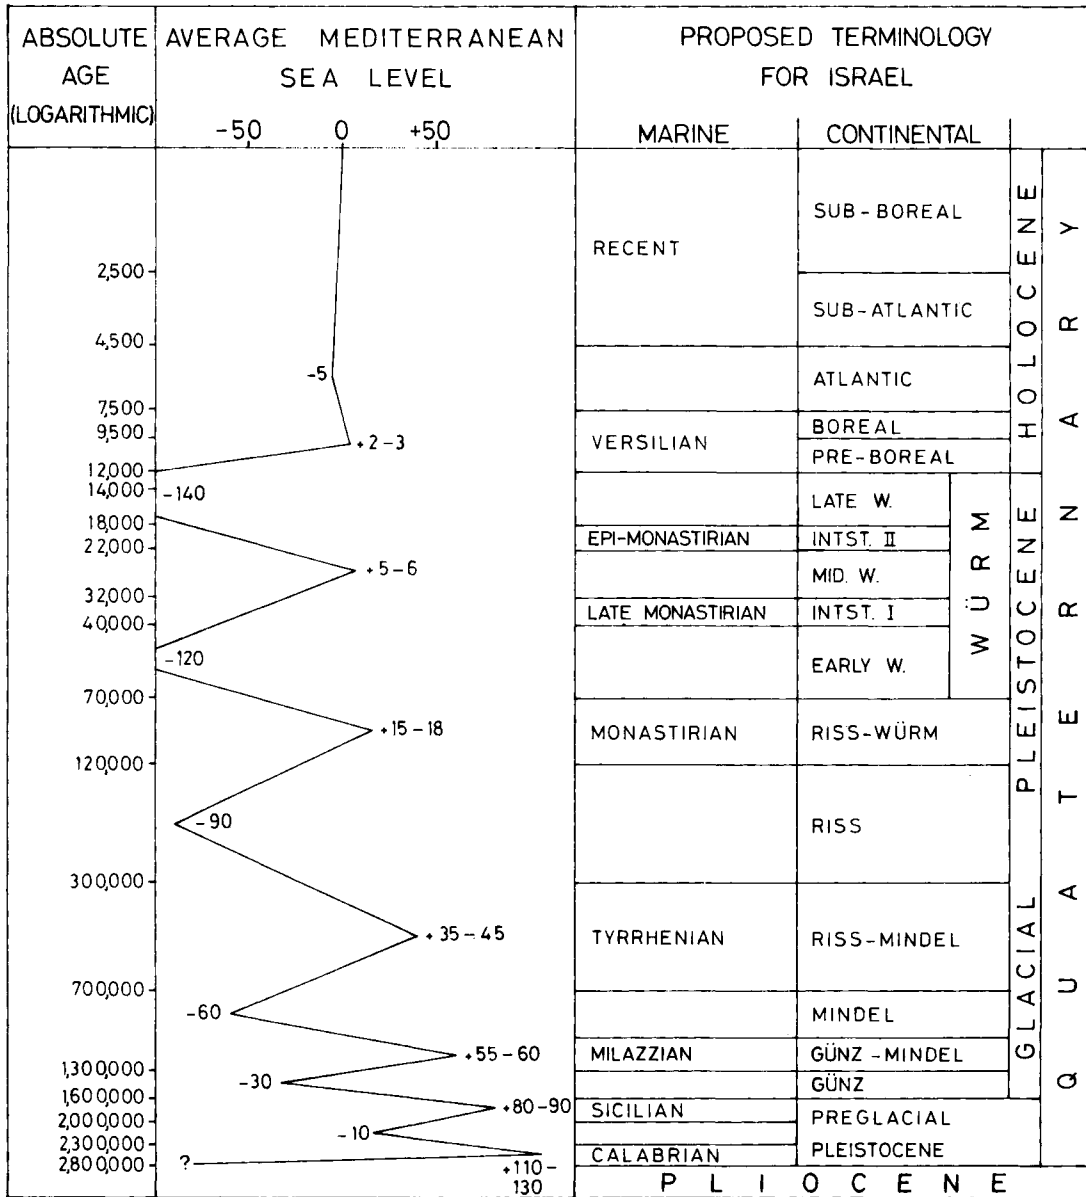 ABSOLUTE AGE (LOGARITHMIC)
AVERAGE MEDITERRANEAN SEA LEVEL
-50 0 +50
PROPOSED TERMINOLOGY FOR ISRAEL
MARINE
CONTINENTAL
2,500
4,500
7,500
9,500
12,000
14,000
18,000
22,000
32,000
40,000
70,000
120,000
300,000
700,000
1,300,000
1,600,000
2,000,000
2,300,000
2,800,000
-5
+2-3
-140
+5-6
-120
+15-18
-90
+35-45
-60
+55-60
-30
+80-90
-10
+110-
130
?
RECENT
VERSILIAN
EPI-MONASTIRIAN
LATE MONASTIRIAN
MONASTIRIAN
TYRRHENIAN
MILAZZIAN
SICILIAN
CALABRIAN
SUB-BOREAL
SUB-ATLANTIC
ATLANTIC
BOREAL
PRE-BOREAL
LATE W.
INTST. II
MID. W.
INTST. I
EARLY W.
RISS-WÜRM
RISS
RISS-MINDEL
MINDEL
GÜNZ-MINDEL
GÜNZ
PREGLACIAL
PLEISTOCENE
WÜRM
HOLOCENE
GLACIAL PLEISTOCENE
QUATERNARY
PLIOCENE